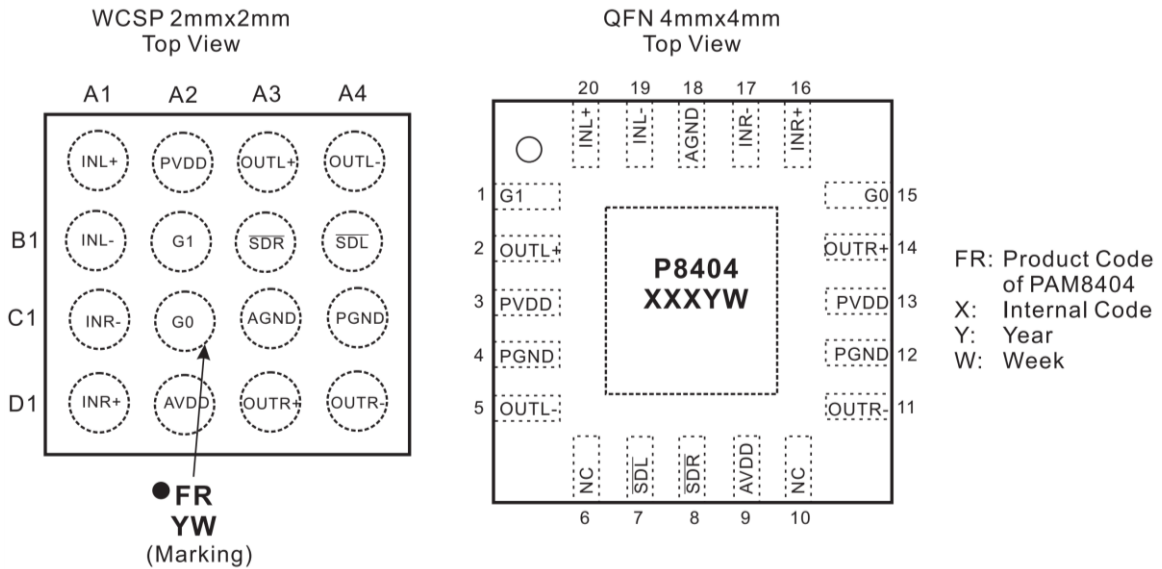 WCSP 2mmx2mm
Top View
A1 A2 A3 A4
INL+ PVDD OUTL+ OUTL-
B1 INL- G1 SDR SDL
C1 INR- G0 AGND PGND
D1 INR+ AVDD OUTR+ OUTR-
FR
YW
(Marking)
QFN 4mmx4mm
Top View
20 19 18 17 16
INL+ INL- AGND INR- INR+
1 G1 G0 15
2 OUTL+ OUTR+ 14
3 PVDD PVDD 13
4 PGND PGND 12
5 OUTL- OUTR- 11
P8404
XXXYW
NC SDL SDR AVDD NC
6 7 8 9 10
FR: Product Code
of PAM8404
X: Internal Code
Y: Year
W: Week